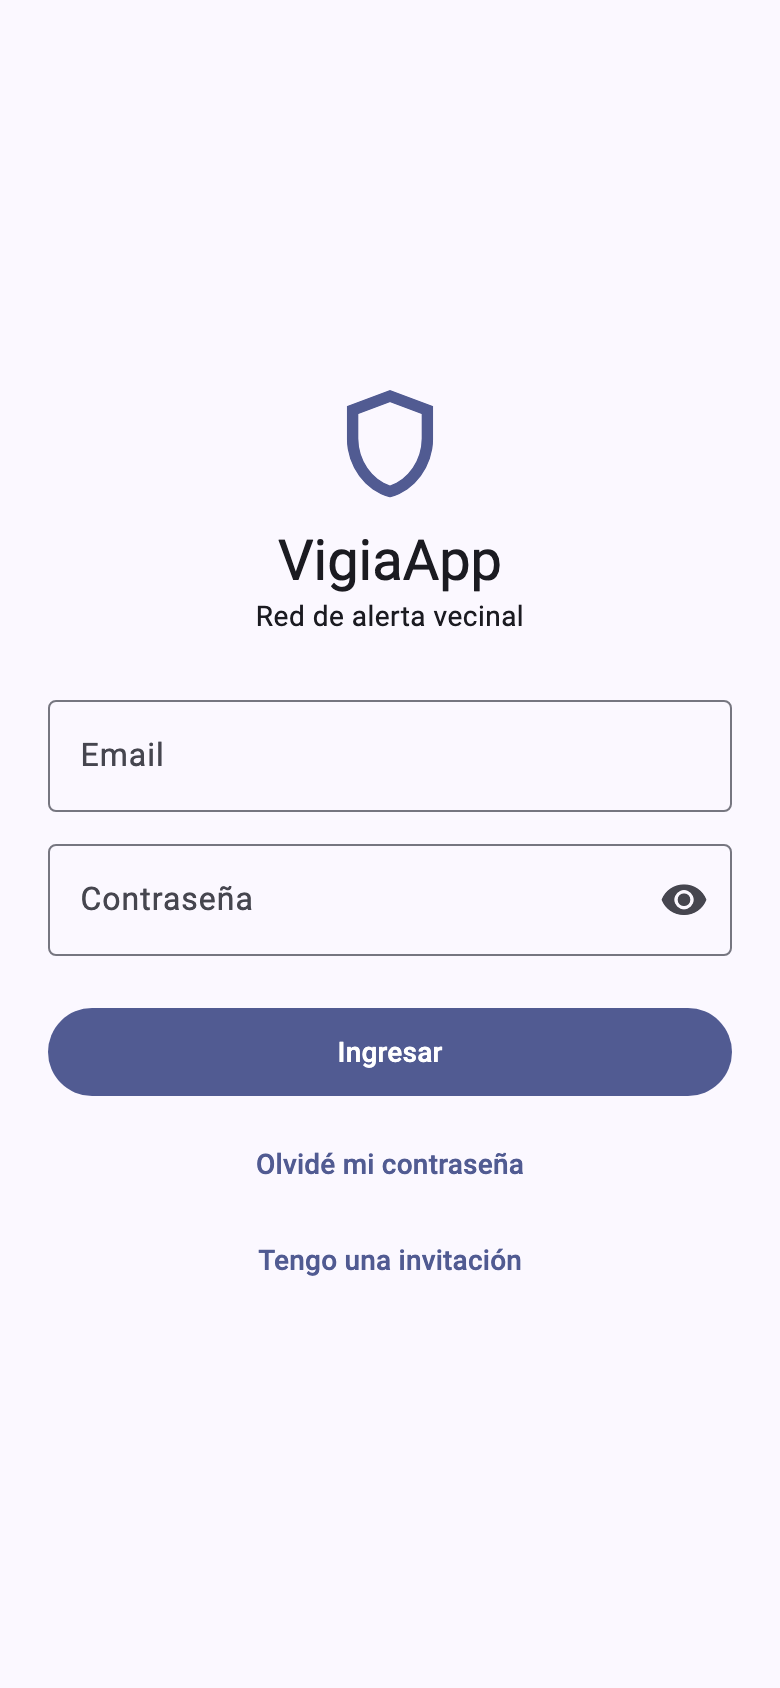 VigiaApp
Red de alerta vecinal
Email
Contraseña
Ingresar
Olvidé mi contraseña
Tengo una invitación